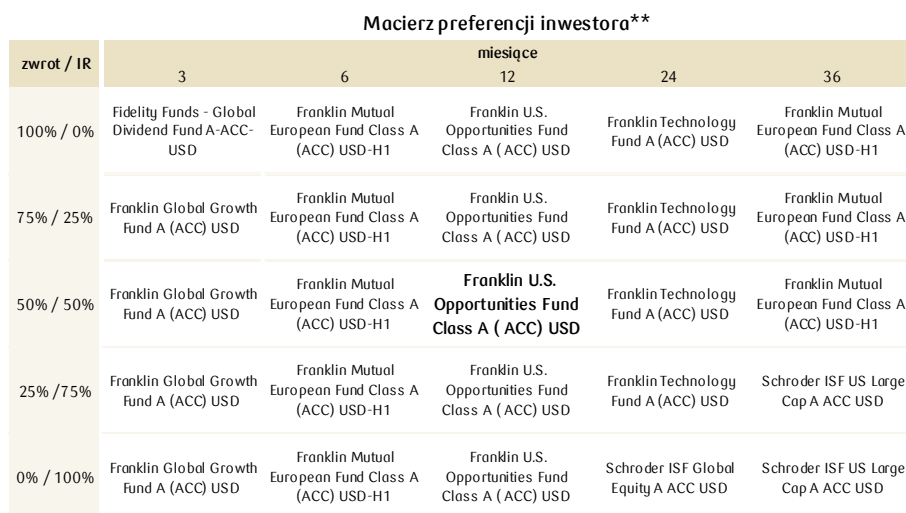 Macierz preferencji inwestora**
zwrot / IR
miesiące
3 6 12 24 36
100% / 0%
Fidelity Funds - Global
Dividend Fund A-ACC-
USD
Franklin Mutual
European Fund Class A
(ACC) USD-H1
Franklin U.S.
Opportunities Fund
Class A ( ACC) USD
Franklin Technology
Fund A (ACC) USD
Franklin Mutual
European Fund Class A
(ACC) USD-H1
75% / 25%
Franklin Global Growth
Fund A (ACC) USD
Franklin Mutual
European Fund Class A
(ACC) USD-H1
Franklin U.S.
Opportunities Fund
Class A ( ACC) USD
Franklin Technology
Fund A (ACC) USD
Franklin Mutual
European Fund Class A
(ACC) USD-H1
50% / 50%
Franklin Global Growth
Fund A (ACC) USD
Franklin Mutual
European Fund Class A
(ACC) USD-H1
Franklin U.S.
Opportunities Fund
Class A ( ACC) USD
Franklin Technology
Fund A (ACC) USD
Franklin Mutual
European Fund Class A
(ACC) USD-H1
25% /75%
Franklin Global Growth
Fund A (ACC) USD
Franklin Mutual
European Fund Class A
(ACC) USD-H1
Franklin U.S.
Opportunities Fund
Class A ( ACC) USD
Franklin Technology
Fund A (ACC) USD
Schroder ISF US Large
Cap A ACC USD
0% / 100%
Franklin Global Growth
Fund A (ACC) USD
Franklin Mutual
European Fund Class A
(ACC) USD-H1
Franklin U.S.
Opportunities Fund
Class A ( ACC) USD
Schroder ISF Global
Equity A ACC USD
Schroder ISF US Large
Cap A ACC USD